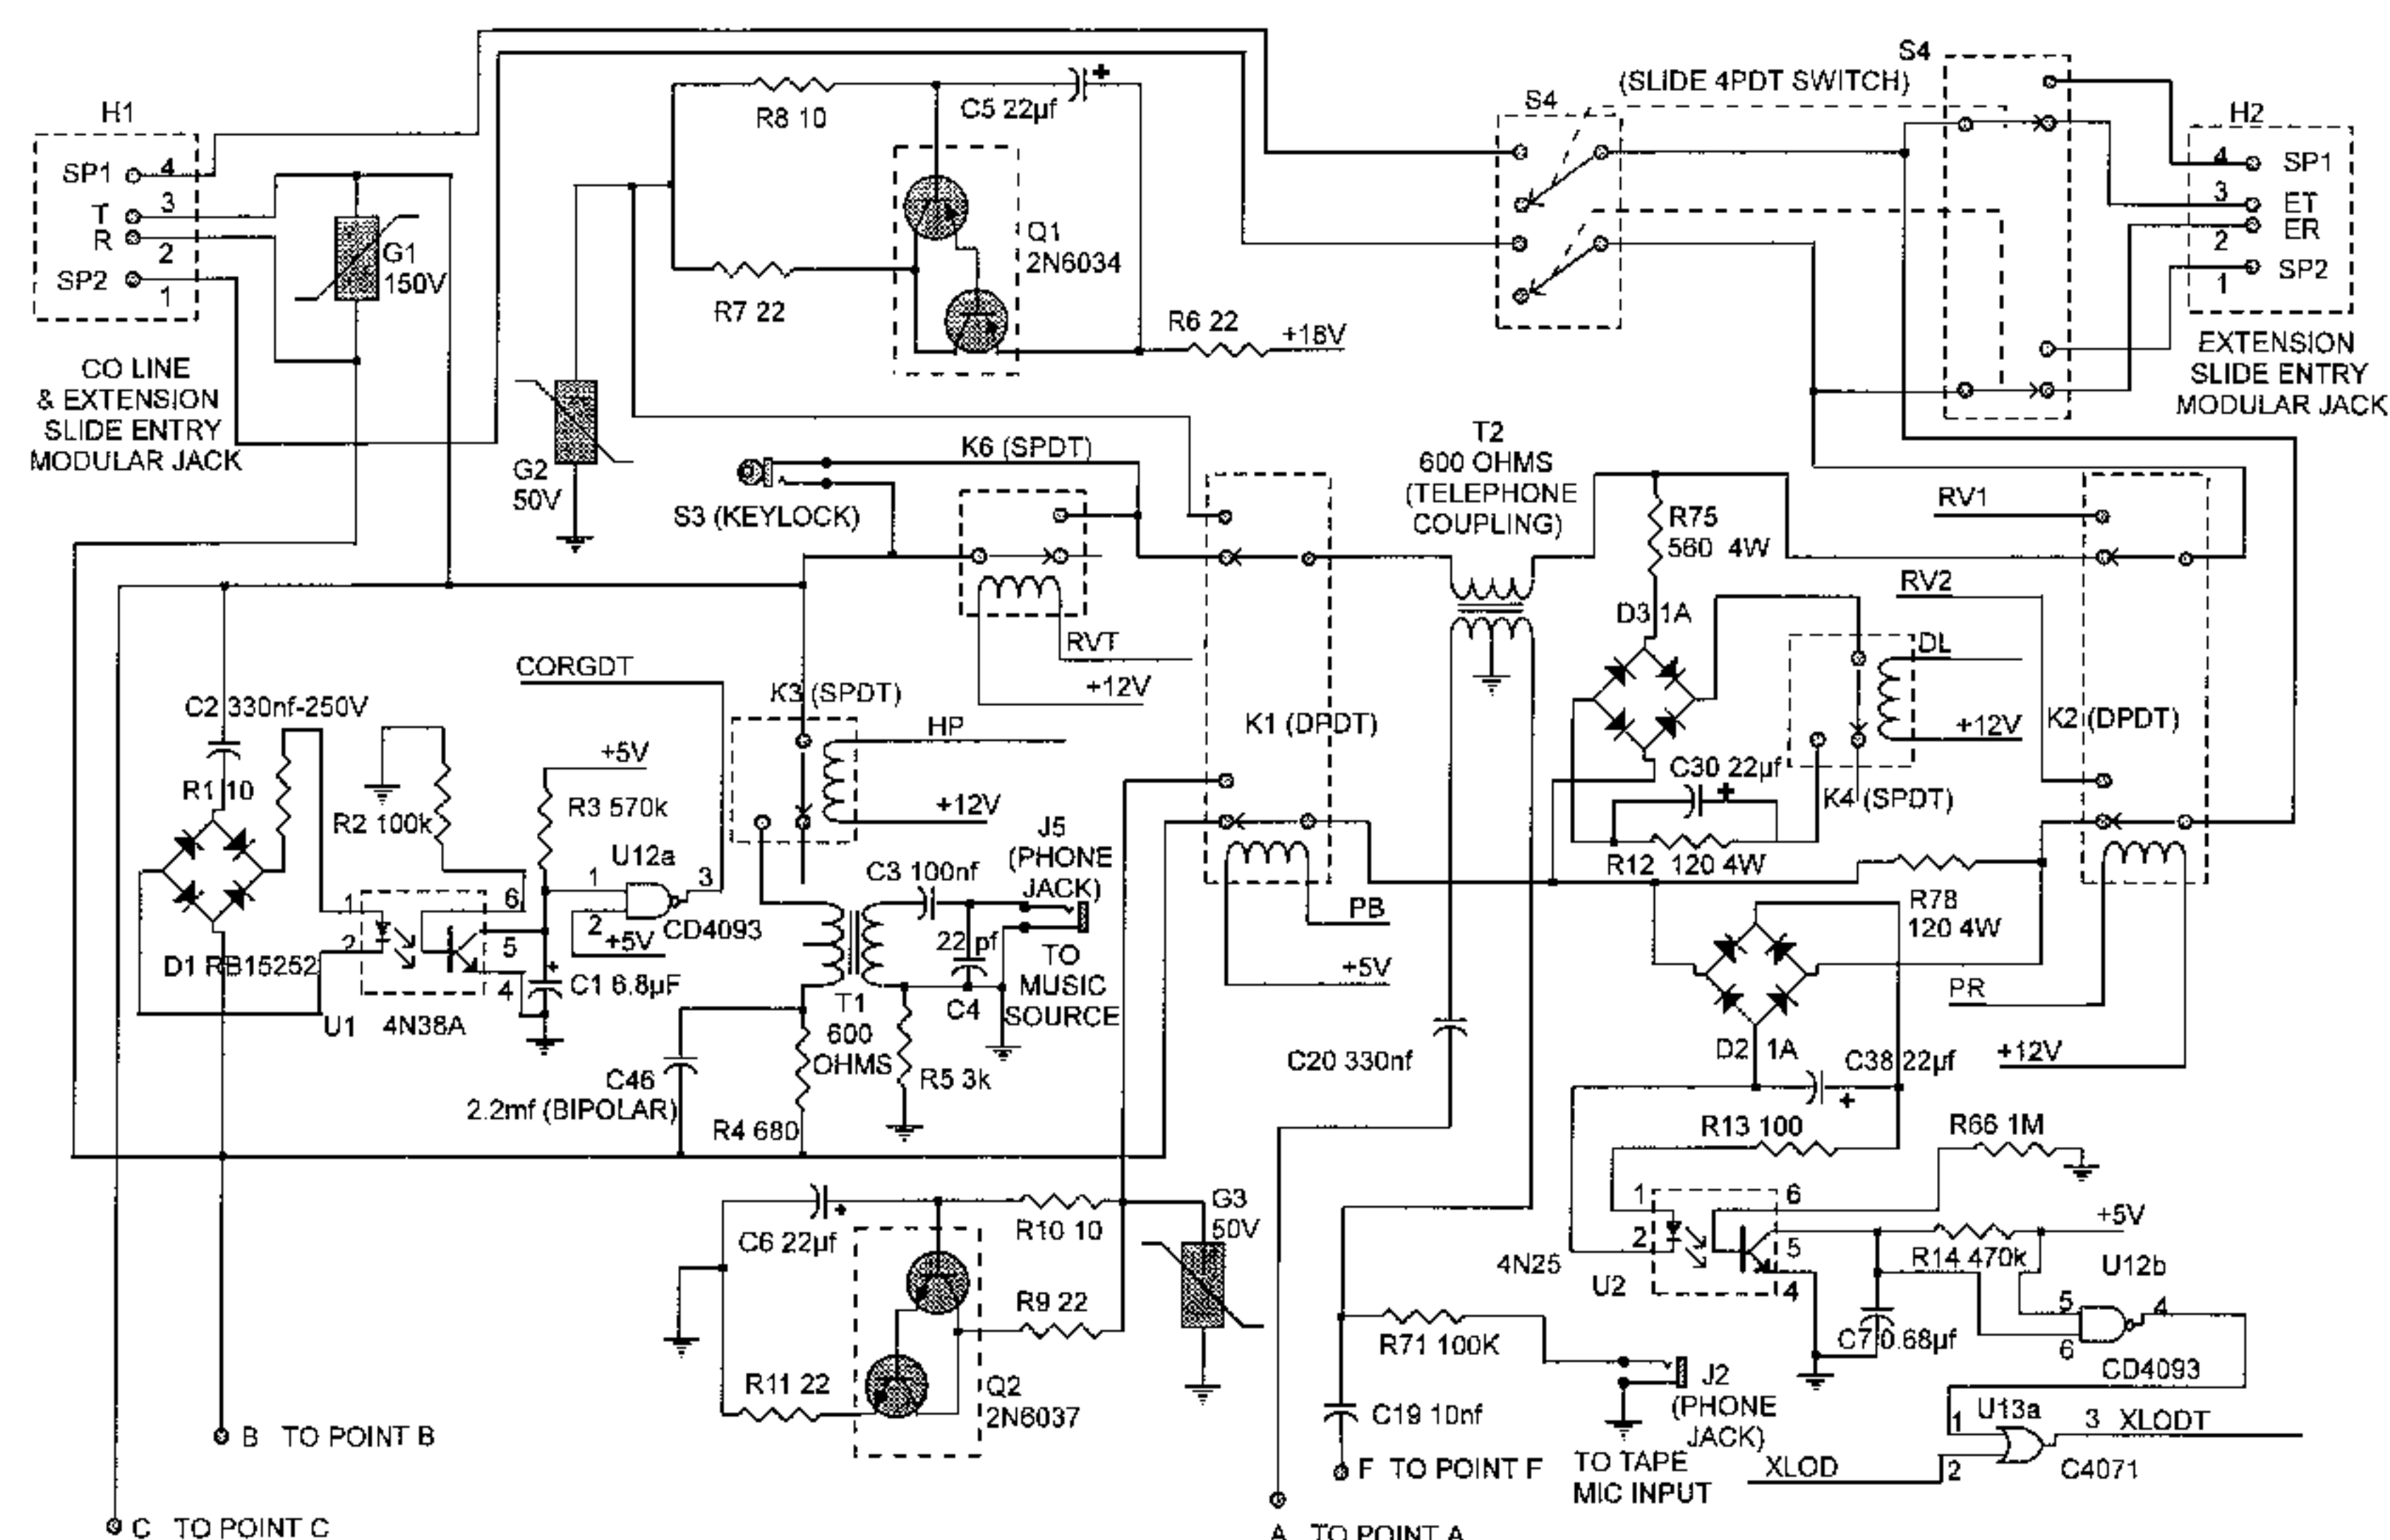 H1
SP1
4
T
3
R
2
SP2
1
G1
150V
CO LINE
& EXTENSION
SLIDE ENTRY
MODULAR JACK
R8 10
C5 22µf
+
Q1
2N6034
R7 22
R6 22
+18V
G2
50V
S4
(SLIDE 4PDT SWITCH)
S4
H2
4
SP1
3
ET
2
ER
1
SP2
EXTENSION
SLIDE ENTRY
MODULAR JACK
K6 (SPDT)
S3 (KEYLOCK)
RVT
+12V
T2
600 OHMS
(TELEPHONE
COUPLING)
R75
560 4W
RV1
RV2
D3 1A
DL
+12V
K4 (SPDT)
K2 (DPDT)
C30 22µf
+
R12 120 4W
R78
120 4W
K1 (DPDT)
PB
+5V
PR
+12V
CORGDT
C2 330nf-250V
R1 10
R2 100k
+5V
R3 570k
U12a
1
2
3
+5V
CD4093
D1 RB15252
1
2
6
5
4
U1
4N38A
+
C1 6.8µF
K3 (SPDT)
HP
+12V
J5
(PHONE
JACK)
C3 100nf
22 pf
C4
TO
MUSIC
SOURCE
T1
600
OHMS
R5 3k
C46
2.2mf (BIPOLAR)
R4 680
C20 330nf
D2 1A
C38 22µf
+
R13 100
R66 1M
1
2
6
5
4
4N25
U2
+5V
R14 470k
U12b
5
6
4
C7 0.68µf
CD4093
C6 22µf
+
R10 10
G3
50V
R9 22
R11 22
Q2
2N6037
R71 100K
J2
(PHONE
JACK)
C19 10nf
TO TAPE
MIC INPUT
U13a
1
2
3
XLODT
XLOD
C4071
B TO POINT B
F TO POINT F
C TO POINT C
A TO POINT A